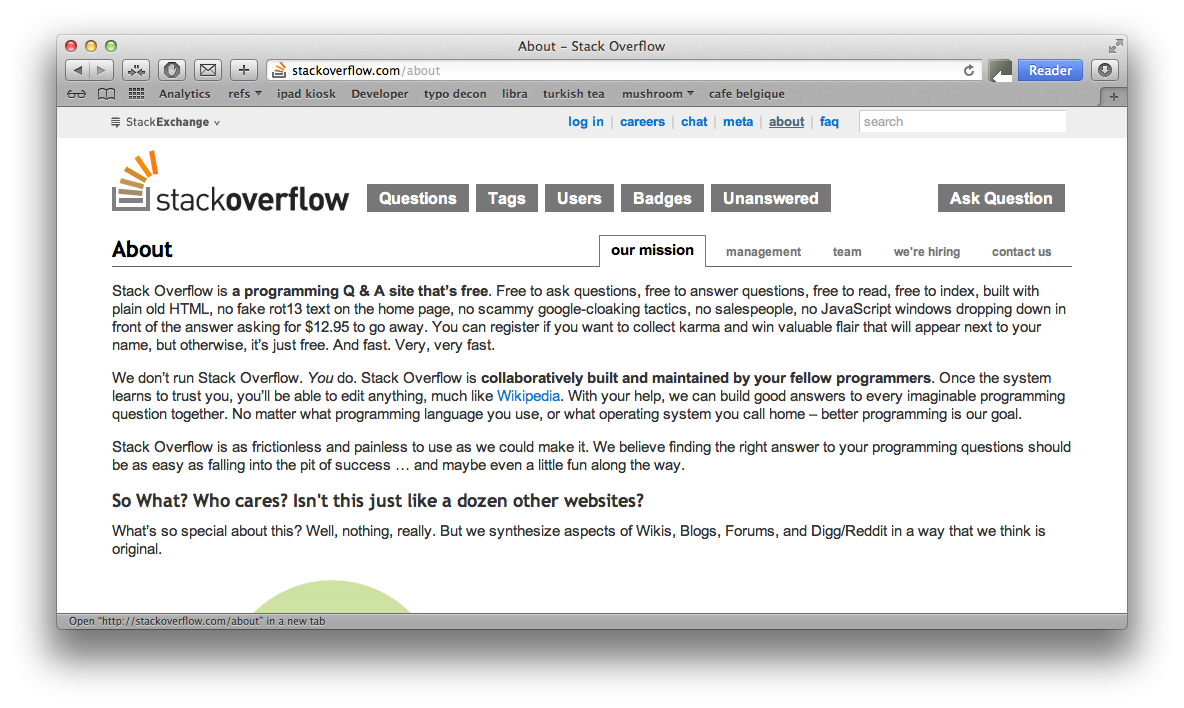 About – Stack Overflow
stackoverflow.com/about
Reader
Analytics refs ipad kiosk Developer typo decon libra turkish tea mushroom cafe belgique
StackExchange
log in careers chat meta about faq search
stackoverflow
Questions Tags Users Badges Unanswered Ask Question
About our mission management team we're hiring contact us
Stack Overflow is a programming Q & A site that’s free. Free to ask questions, free to answer questions, free to read, free to index, built with
plain old HTML, no fake rot13 text on the home page, no scammy google-cloaking tactics, no salespeople, no JavaScript windows dropping down in
front of the answer asking for $12.95 to go away. You can register if you want to collect karma and win valuable flair that will appear next to your
name, but otherwise, it’s just free. And fast. Very, very fast.
We don’t run Stack Overflow. You do. Stack Overflow is collaboratively built and maintained by your fellow programmers. Once the system
learns to trust you, you’ll be able to edit anything, much like Wikipedia. With your help, we can build good answers to every imaginable programming
question together. No matter what programming language you use, or what operating system you call home – better programming is our goal.
Stack Overflow is as frictionless and painless to use as we could make it. We believe finding the right answer to your programming questions should
be as easy as falling into the pit of success … and maybe even a little fun along the way.
So What? Who cares? Isn't this just like a dozen other websites?
What’s so special about this? Well, nothing, really. But we synthesize aspects of Wikis, Blogs, Forums, and Digg/Reddit in a way that we think is
original.
Open “http://stackoverflow.com/about” in a new tab